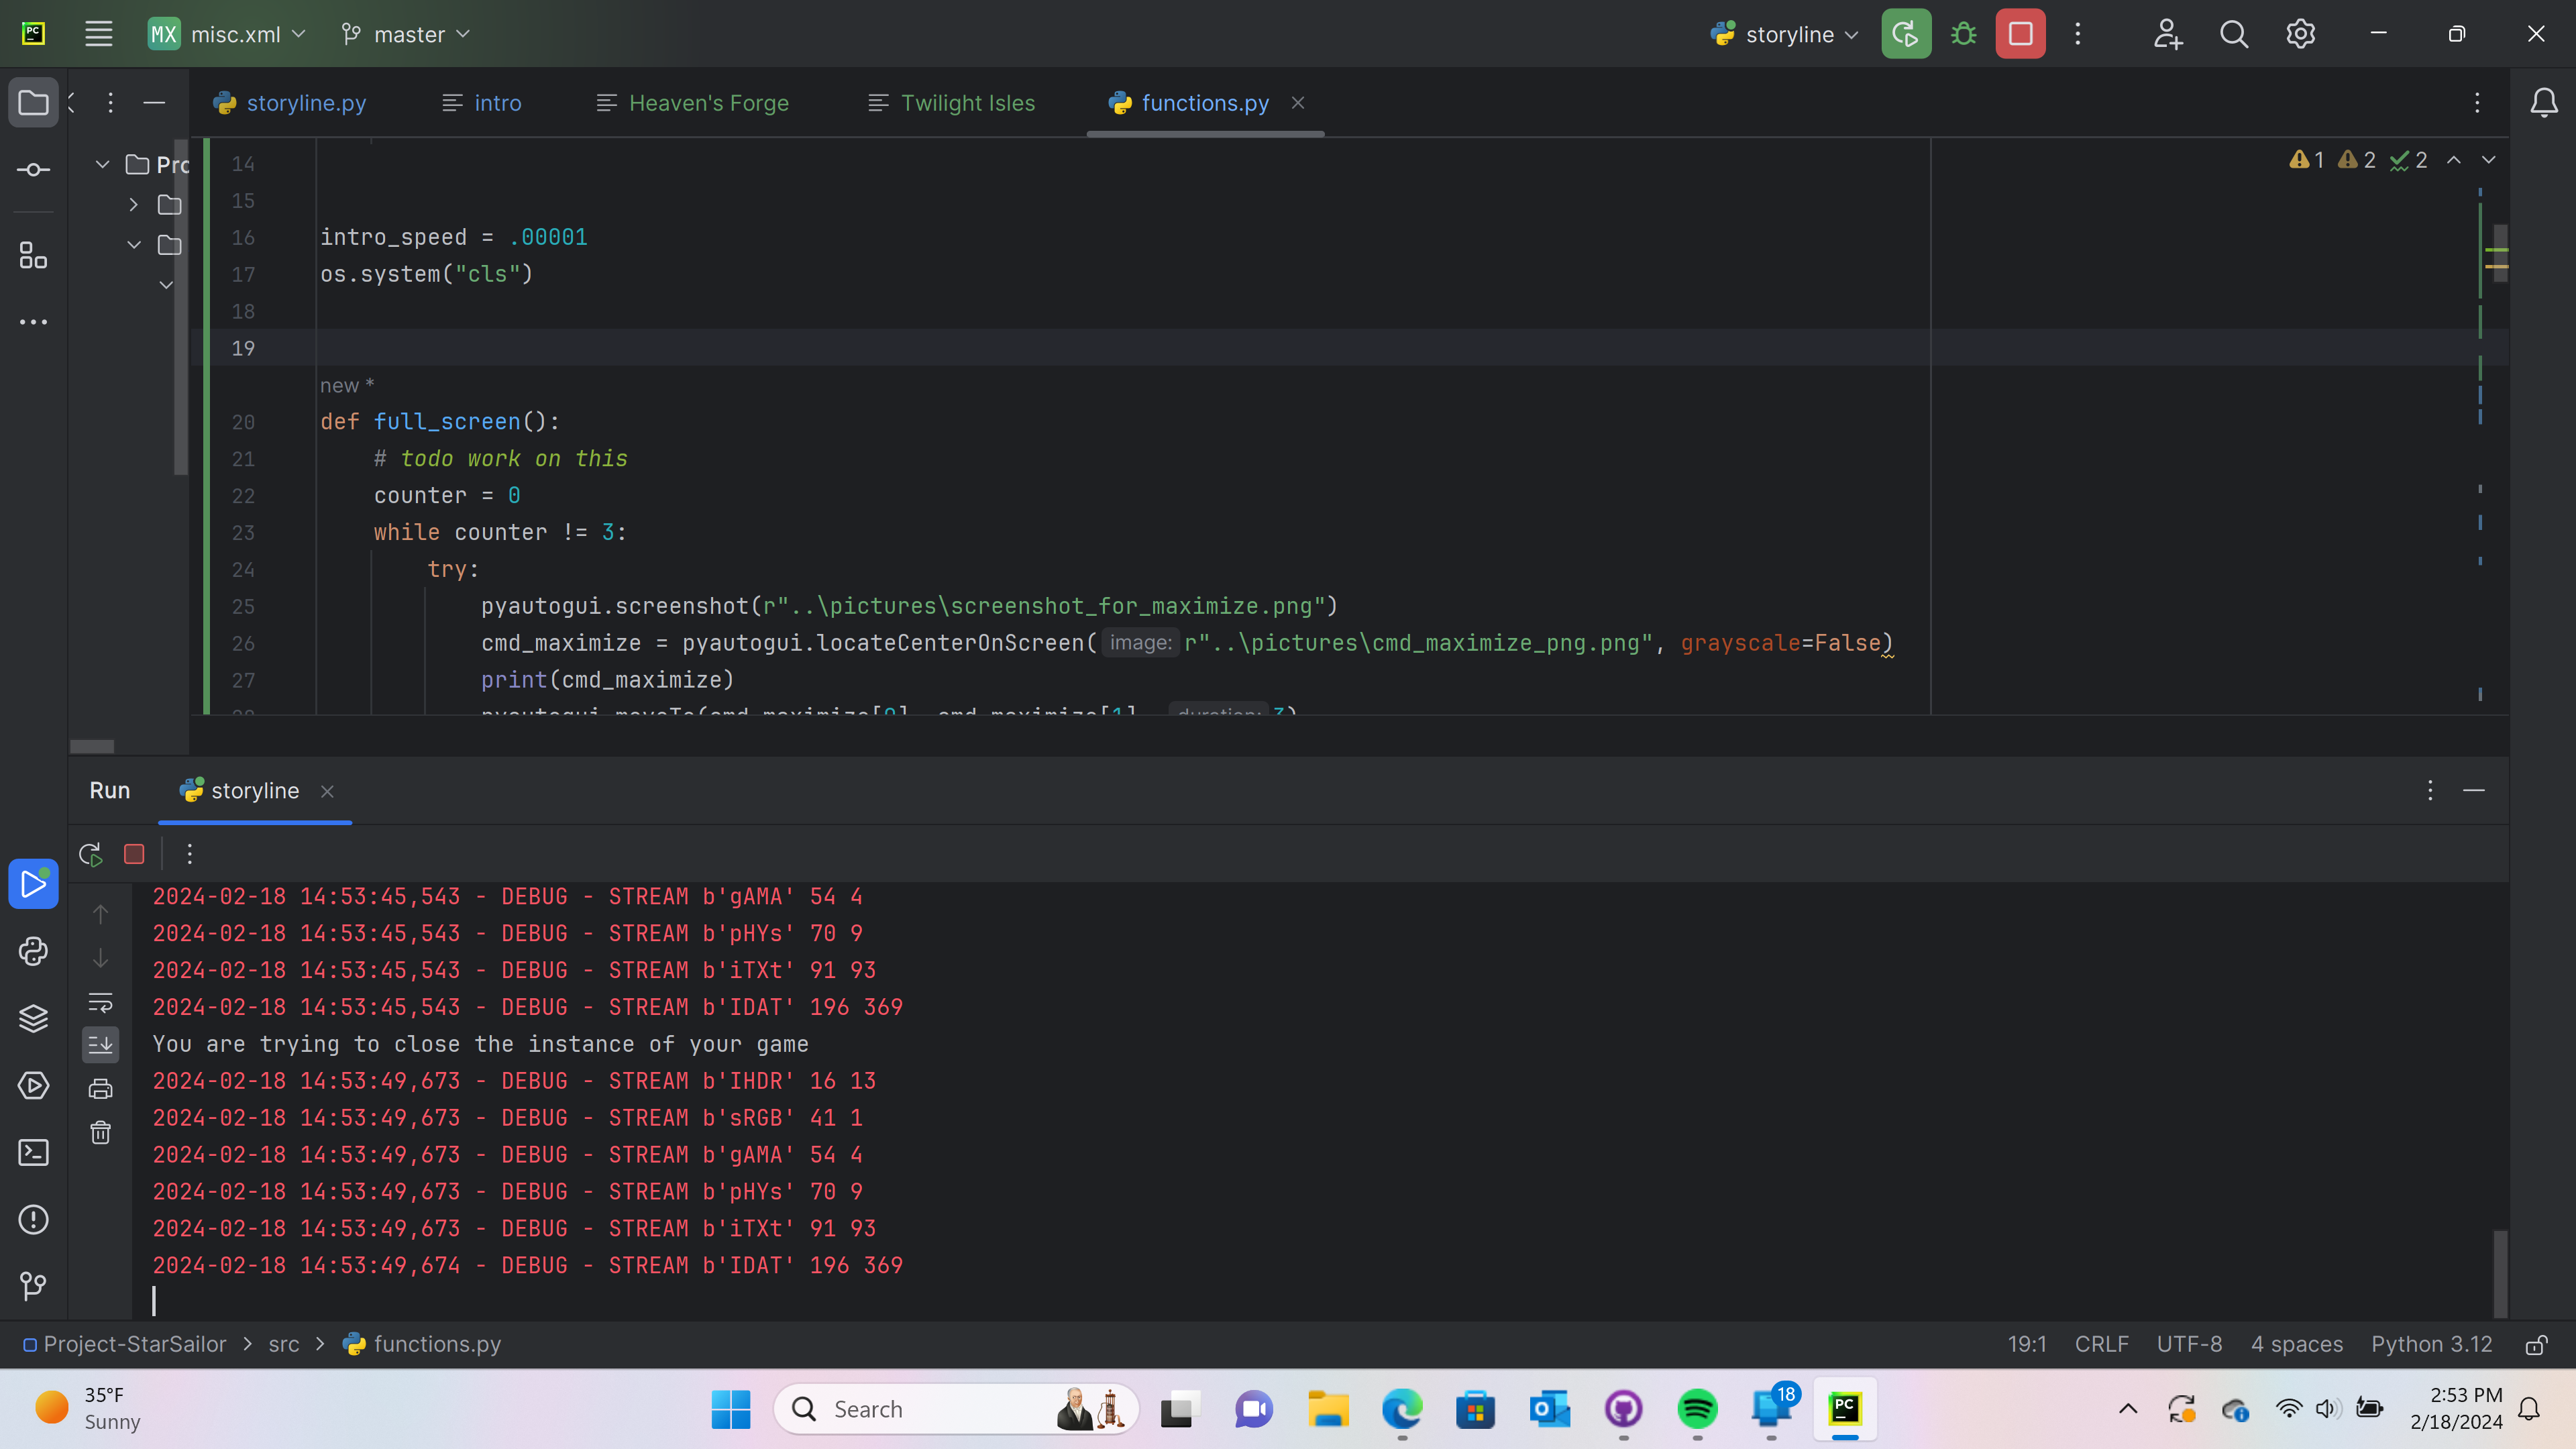 PC
MX misc.xml
master
storyline
storyline.py
intro
Heaven's Forge
Twilight Isles
functions.py
Pro
1 2 2
14
15
16 intro_speed = .00001
17 os.system("cls")
18
19
new *
20 def full_screen():
21 # todo work on this
22 counter = 0
23 while counter != 3:
24 try:
25 pyautogui.screenshot(r"..\pictures\screenshot_for_maximize.png")
26 cmd_maximize = pyautogui.locateCenterOnScreen( image: r"..\pictures\cmd_maximize_png.png", grayscale=False)
27 print(cmd_maximize)
28 pyautogui.moveTo(cmd_maximize[0], cmd_maximize[1], duration: 3)
Run storyline
2024-02-18 14:53:45,543 - DEBUG - STREAM b'gAMA' 54 4
2024-02-18 14:53:45,543 - DEBUG - STREAM b'pHYs' 70 9
2024-02-18 14:53:45,543 - DEBUG - STREAM b'iTXt' 91 93
2024-02-18 14:53:45,543 - DEBUG - STREAM b'IDAT' 196 369
You are trying to close the instance of your game
2024-02-18 14:53:49,673 - DEBUG - STREAM b'IHDR' 16 13
2024-02-18 14:53:49,673 - DEBUG - STREAM b'sRGB' 41 1
2024-02-18 14:53:49,673 - DEBUG - STREAM b'gAMA' 54 4
2024-02-18 14:53:49,673 - DEBUG - STREAM b'pHYs' 70 9
2024-02-18 14:53:49,673 - DEBUG - STREAM b'iTXt' 91 93
2024-02-18 14:53:49,674 - DEBUG - STREAM b'IDAT' 196 369
Project-StarSailor > src > functions.py
19:1 CRLF UTF-8 4 spaces Python 3.12
35°F
Sunny
Search
18
PC
2:53 PM
2/18/2024